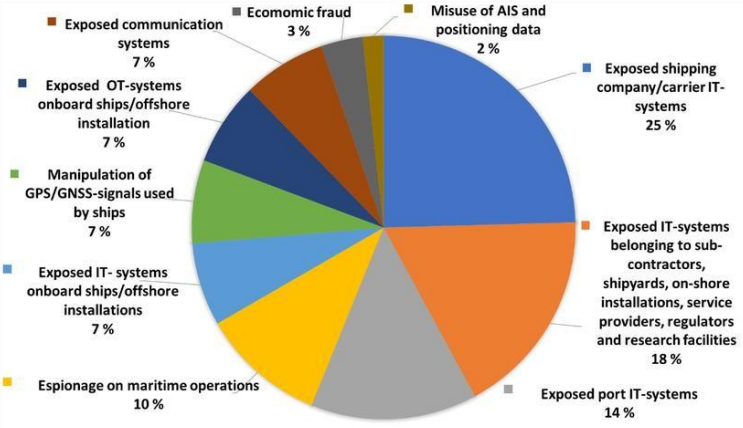 Exposed shipping
company/carrier IT-
systems
25 %
Exposed IT-systems
belonging to sub-
contractors,
shipyards, on-shore
installations, service
providers, regulators
and research facilities
18 %
Exposed port IT-systems
14 %
Espionage on maritime operations
10 %
Exposed IT- systems
onboard ships/offshore
installations
7 %
Manipulation of
GPS/GNSS-signals used
by ships
7 %
Exposed OT-systems
onboard ships/offshore
installation
7 %
Exposed communication
systems
7 %
Ecomomic fraud
3 %
Misuse of AIS and
positioning data
2 %